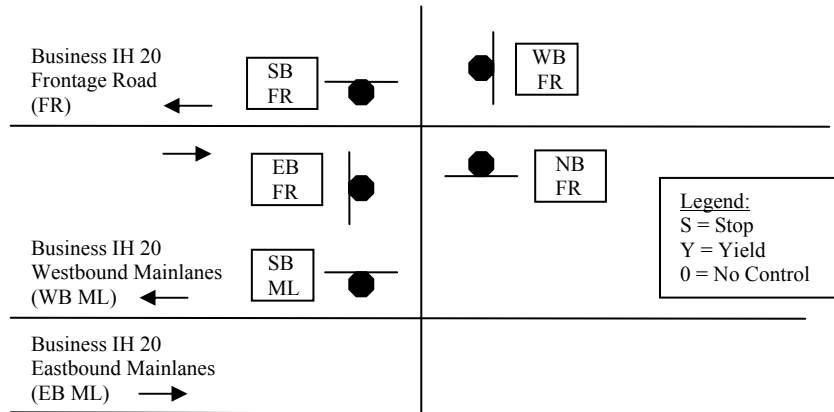 Business IH 20
Frontage Road
(FR)
SB
FR
WB
FR
EB
FR
NB
FR
Legend:
S = Stop
Y = Yield
0 = No Control
Business IH 20
Westbound Mainlanes
(WB ML)
SB
ML
Business IH 20
Eastbound Mainlanes
(EB ML)